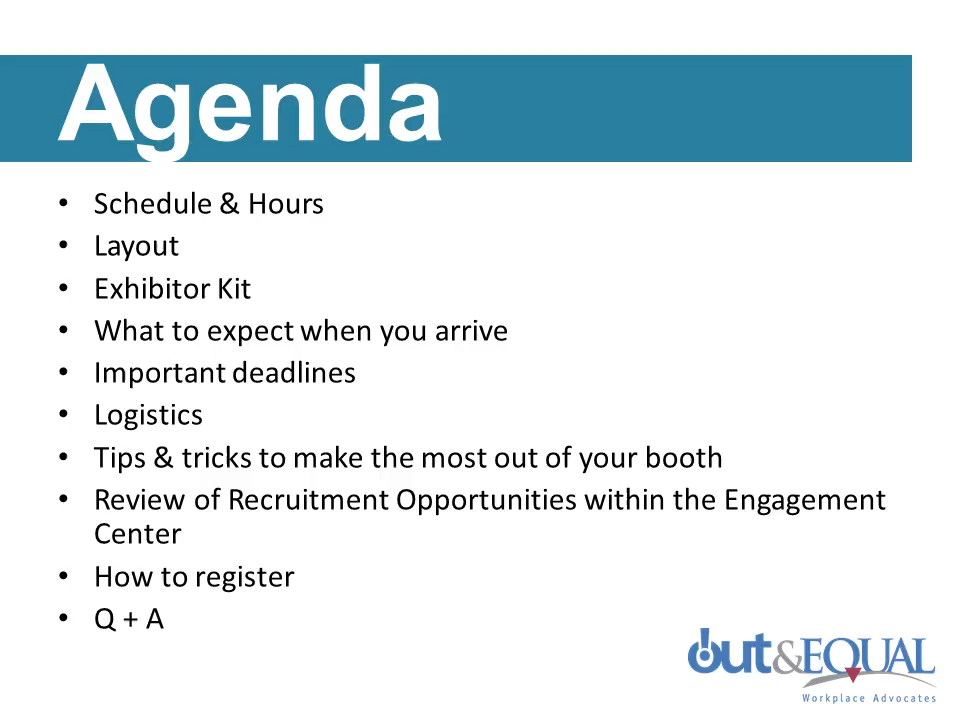 Agenda
• Schedule & Hours
• Layout
• Exhibitor Kit
• What to expect when you arrive
• Important deadlines
• Logistics
• Tips & tricks to make the most out of your booth
• Review of Recruitment Opportunities within the Engagement
Center
• How to register
• Q + A
out&EQUAL
Workplace Advocates